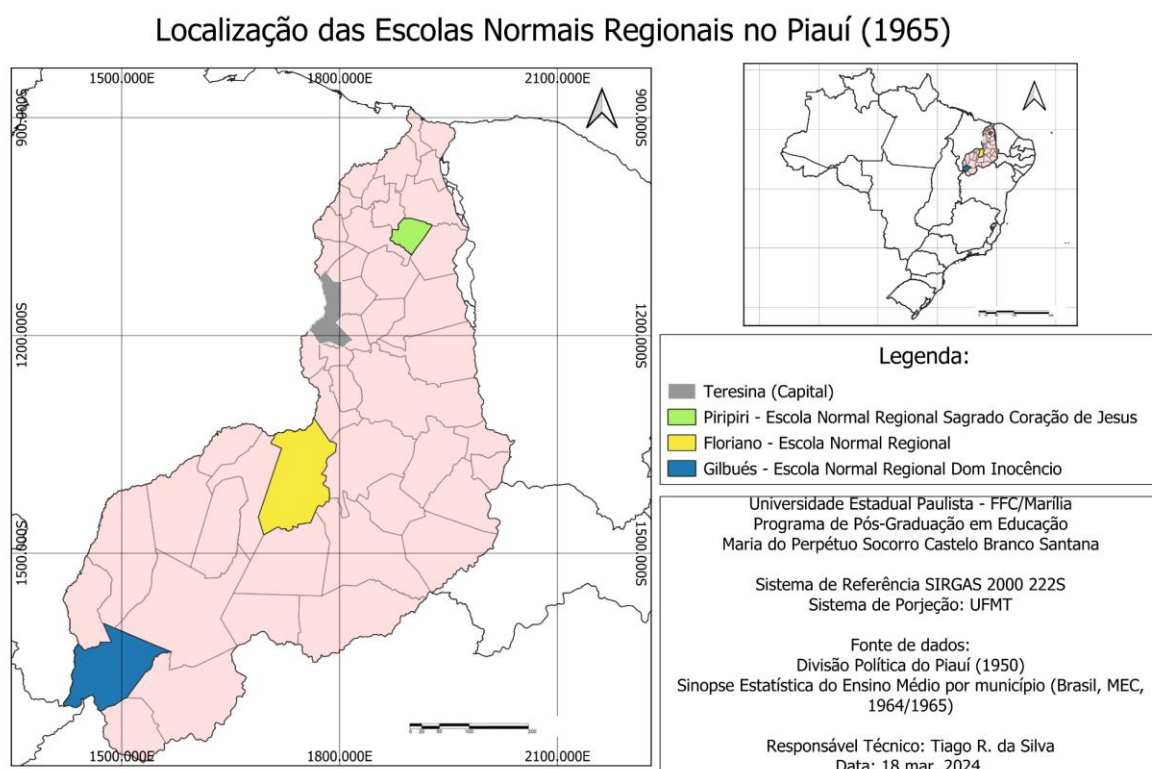 Localização das Escolas Normais Regionais no Piauí (1965)
1500.000E 1800.000E 2100.000E
900.000S 900.000S
1200.000S 1200.000S
1500.000S 1500.000S
1500.000E 1800.000E 2100.000E
Legenda:
Teresina (Capital)
Piripiri - Escola Normal Regional Sagrado Coração de Jesus
Floriano - Escola Normal Regional
Gilbués - Escola Normal Regional Dom Inocêncio
Universidade Estadual Paulista - FFC/Marília
Programa de Pós-Graduação em Educação
Maria do Perpétuo Socorro Castelo Branco Santana
Sistema de Referência SIRGAS 2000 222S
Sistema de Porjeção: UFMT
Fonte de dados:
Divisão Política do Piauí (1950)
Sinopse Estatística do Ensino Médio por município (Brasil, MEC,
1964/1965)
Responsável Técnico: Tiago R. da Silva
Data: 18 mar. 2024